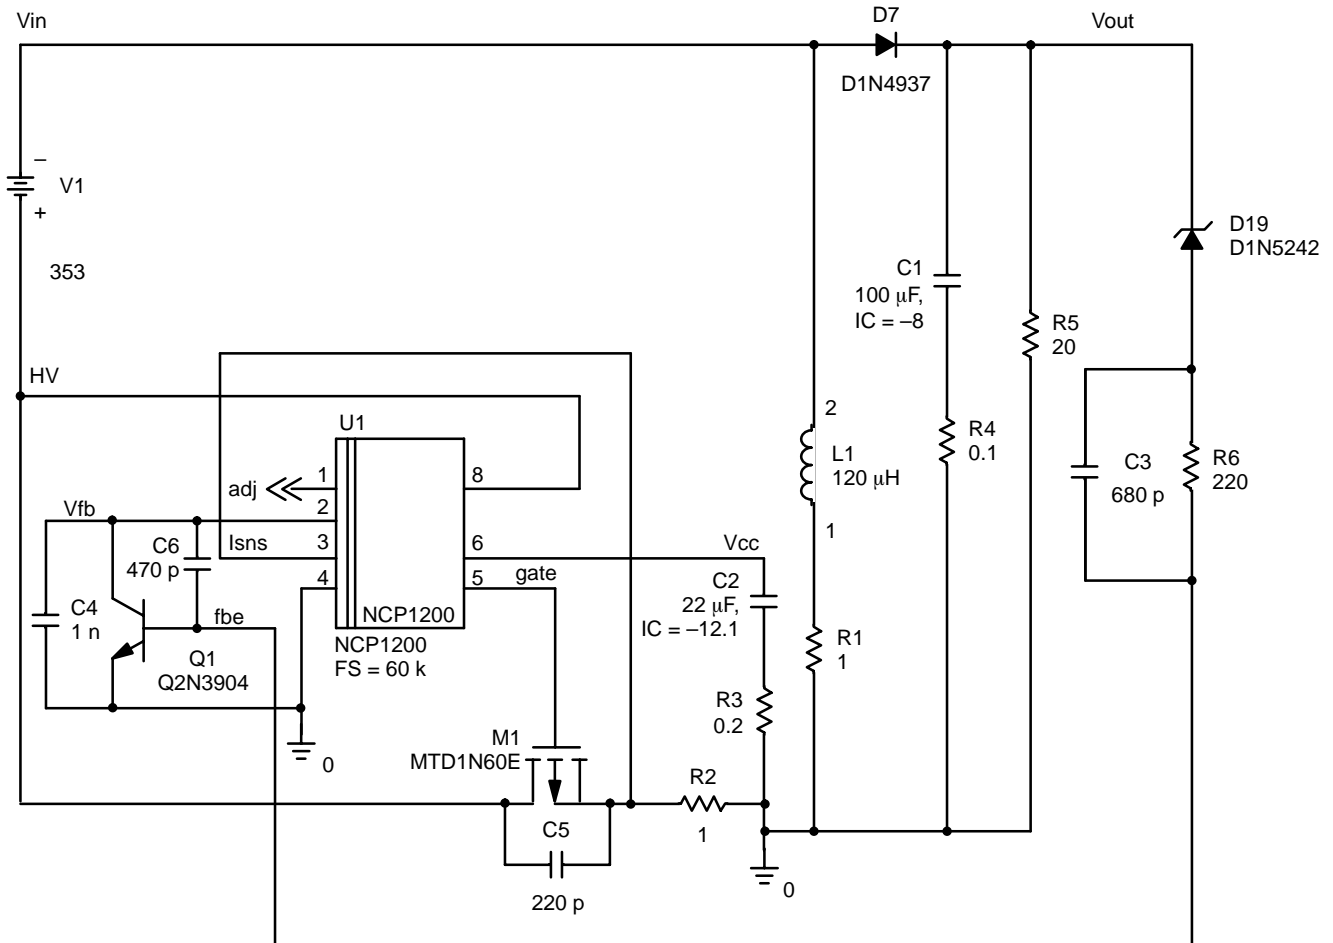 Vin
D7
Vout
D1N4937
–
V1
+
353
D19
D1N5242
C1
100 μF,
IC = –8
R5
20
HV
U1
2
R4
0.1
L1
120 μH
C3
680 p
R6
220
adj
1
8
Vfb
2
1
Isns
3
6
Vcc
C6
470 p
4
5
gate
C2
22 μF,
IC = –12.1
C4
1 n
fbe
NCP1200
NCP1200
FS = 60 k
R1
1
Q1
Q2N3904
R3
0.2
0
M1
MTD1N60E
R2
1
C5
220 p
0